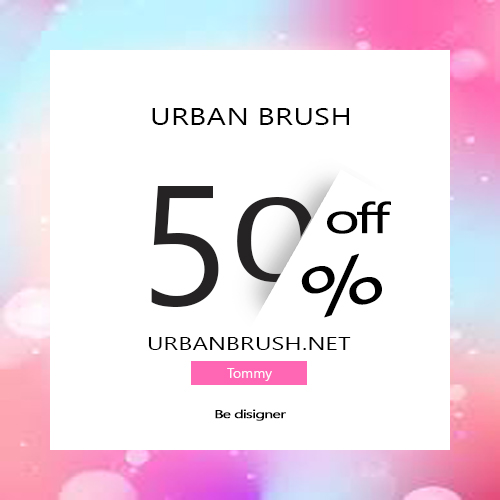 URBAN BRUSH
50 off
%
URBANBRUSH.NET
Tommy
Be disigner